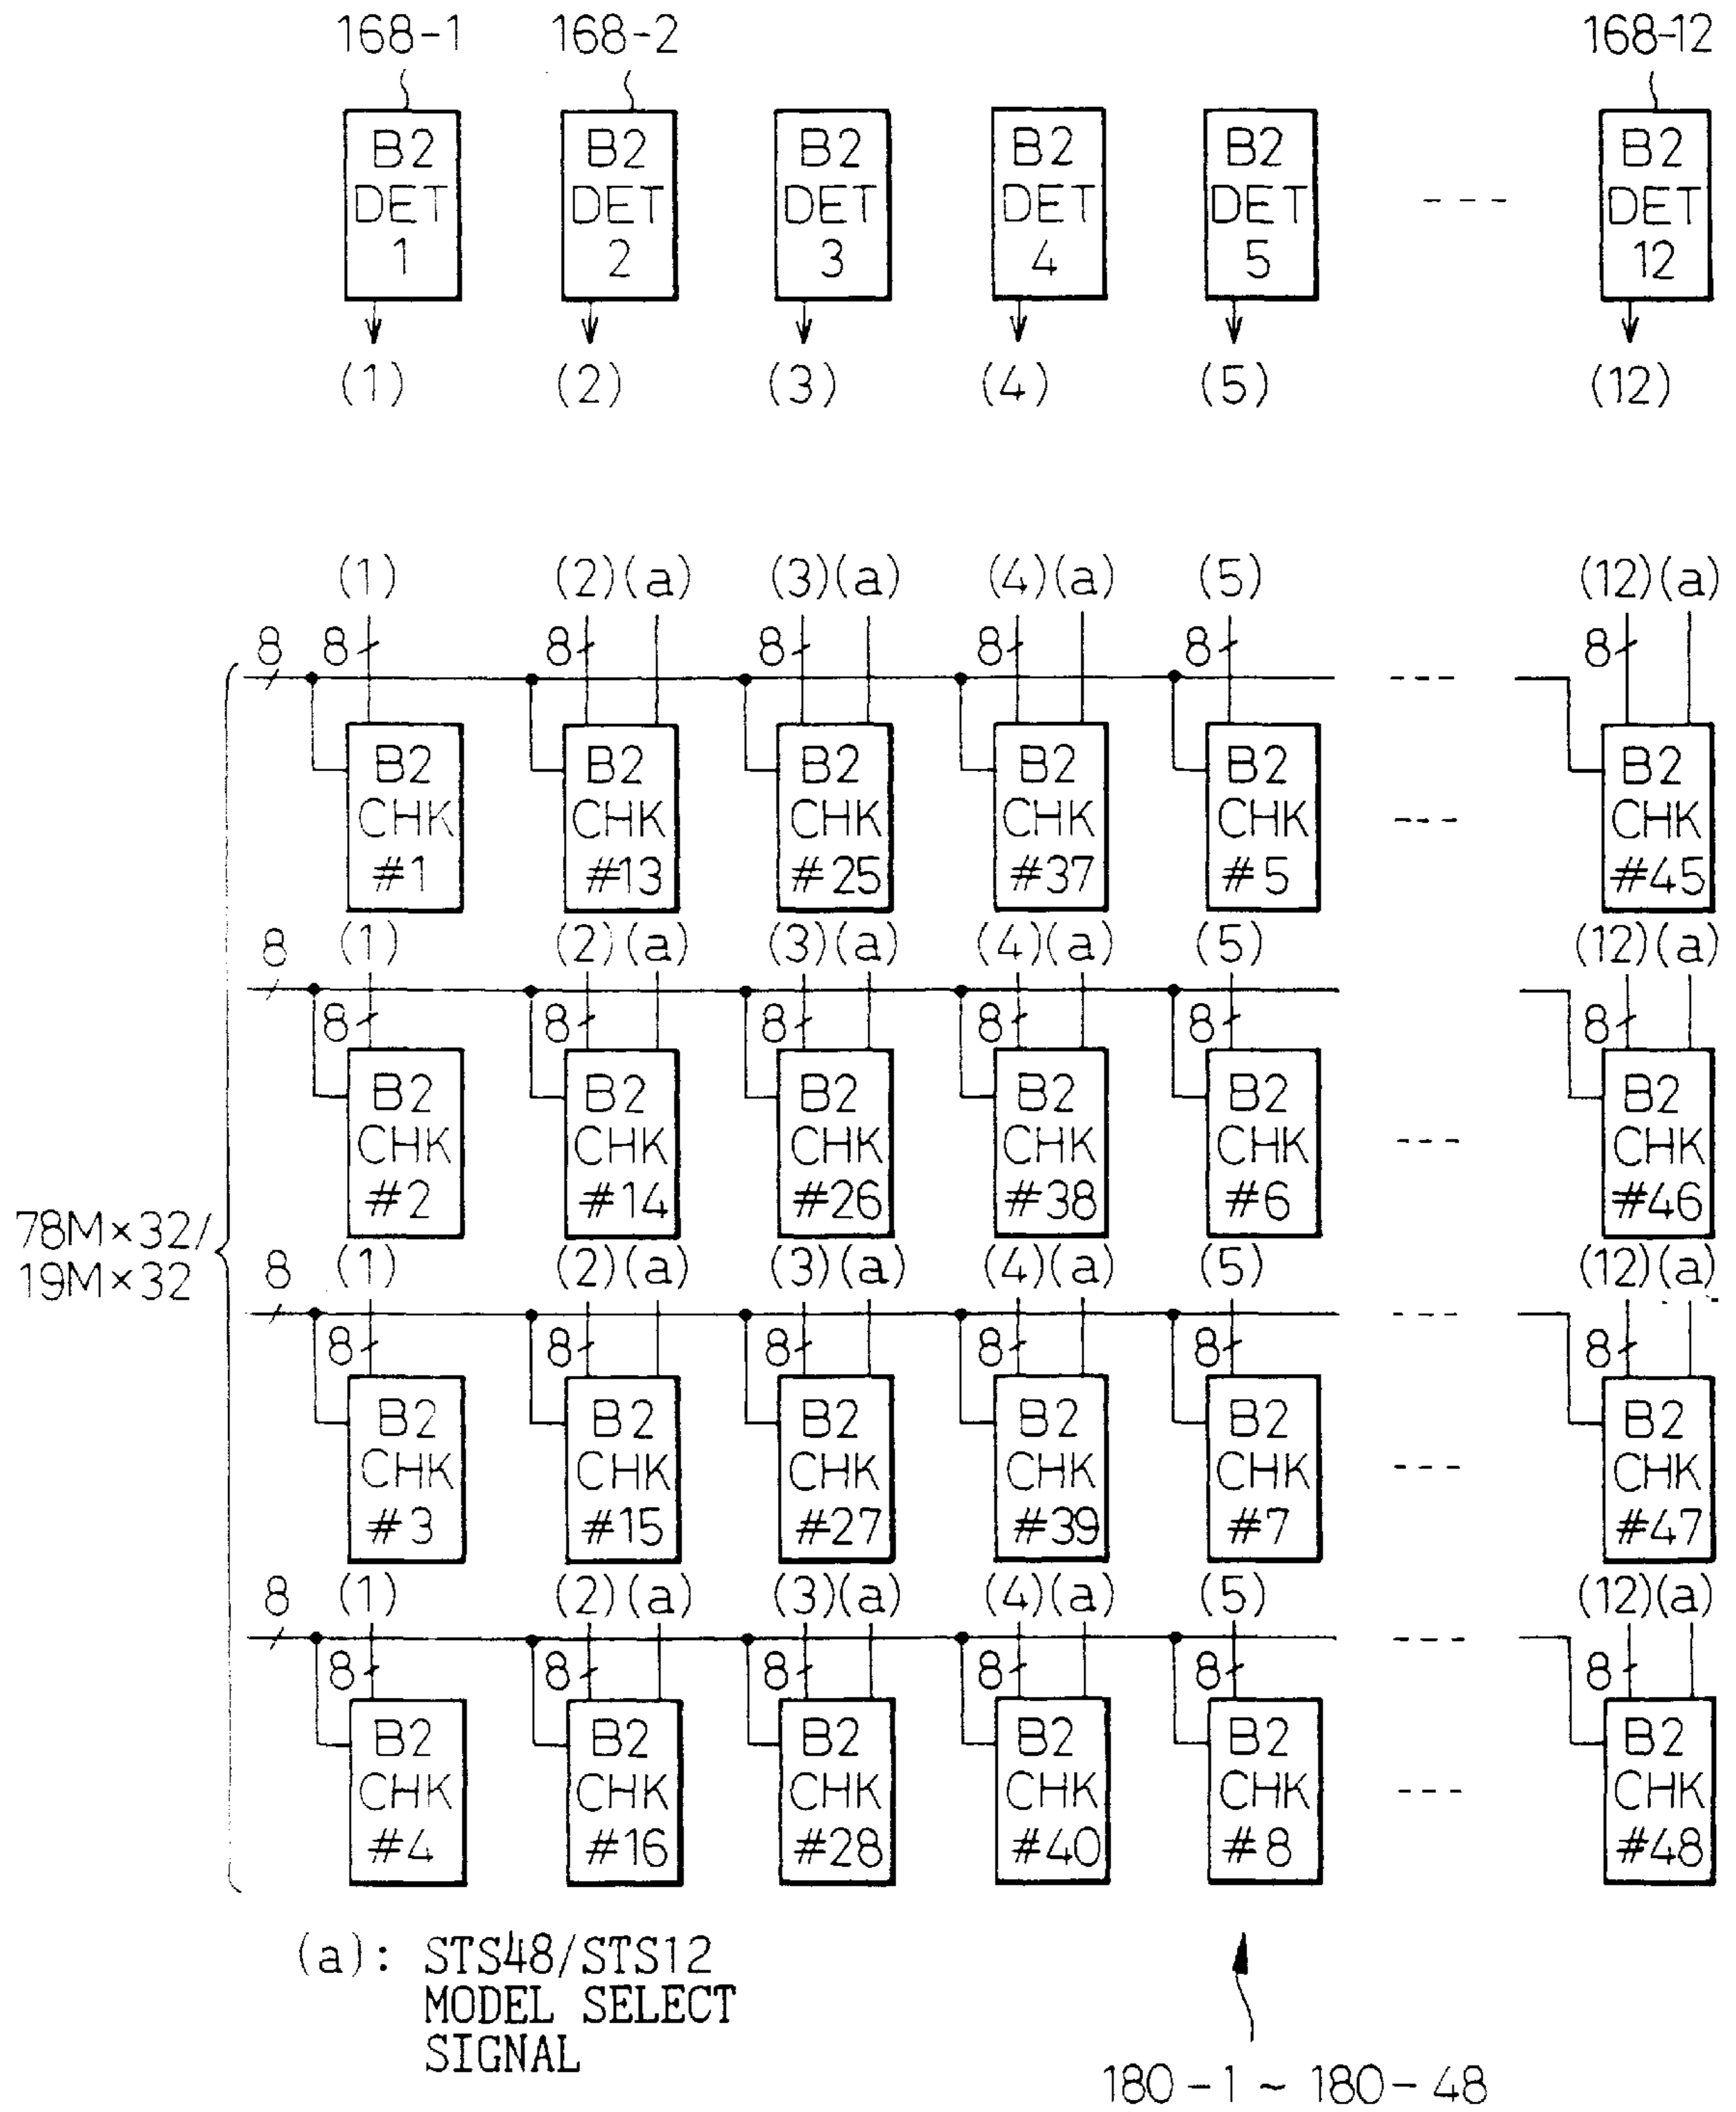 168-1 168-2 168-12
B2 B2 B2 B2 B2 B2
DET DET DET DET DET --- DET
1 2 3 4 5 12
(1) (2) (3) (4) (5) (12)
(1) (2)(a) (3)(a) (4)(a) (5) (12)(a)
8 8 8 8 8 8 8
---
B2 B2 B2 B2 B2 B2
CHK CHK CHK CHK CHK --- CHK
#1 #13 #25 #37 #5 #45
8 (1) (2)(a) (3)(a) (4)(a) (5) (12)(a)
---
8 8 8 8 8 8
B2 B2 B2 B2 B2 B2
CHK CHK CHK CHK CHK --- CHK
#2 #14 #26 #38 #6 #46
78M×32/
19M×32
8 (1) (2)(a) (3)(a) (4)(a) (5) (12)(a)
---
8 8 8 8 8 8
B2 B2 B2 B2 B2 B2
CHK CHK CHK CHK CHK --- CHK
#3 #15 #27 #39 #7 #47
8 (1) (2)(a) (3)(a) (4)(a) (5) (12)(a)
---
8 8 8 8 8 8
B2 B2 B2 B2 B2 B2
CHK CHK CHK CHK CHK --- CHK
#4 #16 #28 #40 #8 #48
(a): STS48/STS12
MODEL SELECT
SIGNAL
180-1 ~ 180-48